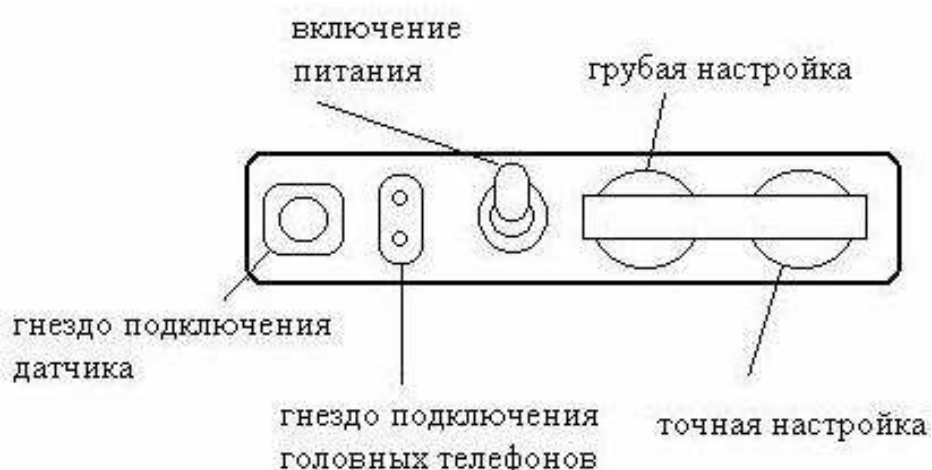 включение
питания
грубая настройка
гнездо подключения
датчика
гнездо подключения
головных телефонов
точная настройка